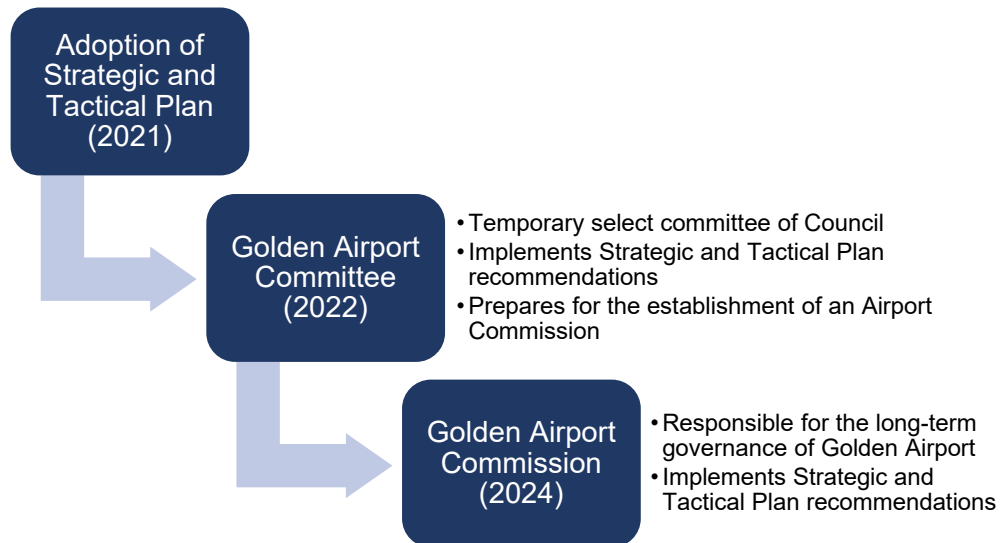 Adoption of
Strategic and
Tactical Plan
(2021)
Golden Airport
Committee
(2022)
• Temporary select committee of Council
• Implements Strategic and Tactical Plan
recommendations
• Prepares for the establishment of an Airport
Commission
Golden Airport
Commission
(2024)
• Responsible for the long-term
governance of Golden Airport
• Implements Strategic and
Tactical Plan recommendations